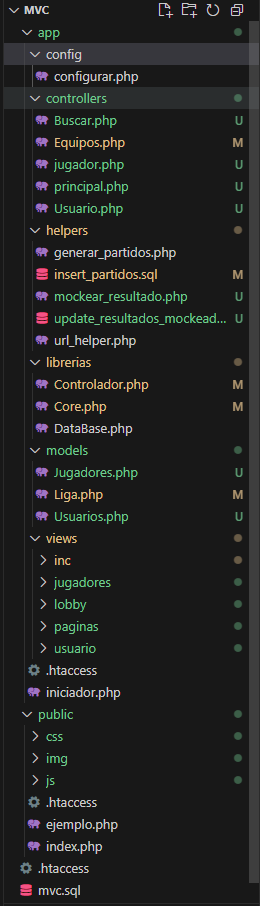 MVC
app
config
configurar.php
controllers
Buscar.php U
Equipos.php M
jugador.php U
principal.php U
Usuario.php U
helpers
generar_partidos.php
insert_partidos.sql M
mockear_resultado.php U
update_resultados_mockead... U
url_helper.php
librerias
Controlador.php M
Core.php M
DataBase.php
models
Jugadores.php U
Liga.php M
Usuarios.php U
views
inc
jugadores
lobby
paginas
usuario
.htaccess
iniciador.php
public
css
img
js
.htaccess
ejemplo.php
index.php
.htaccess
mvc.sql